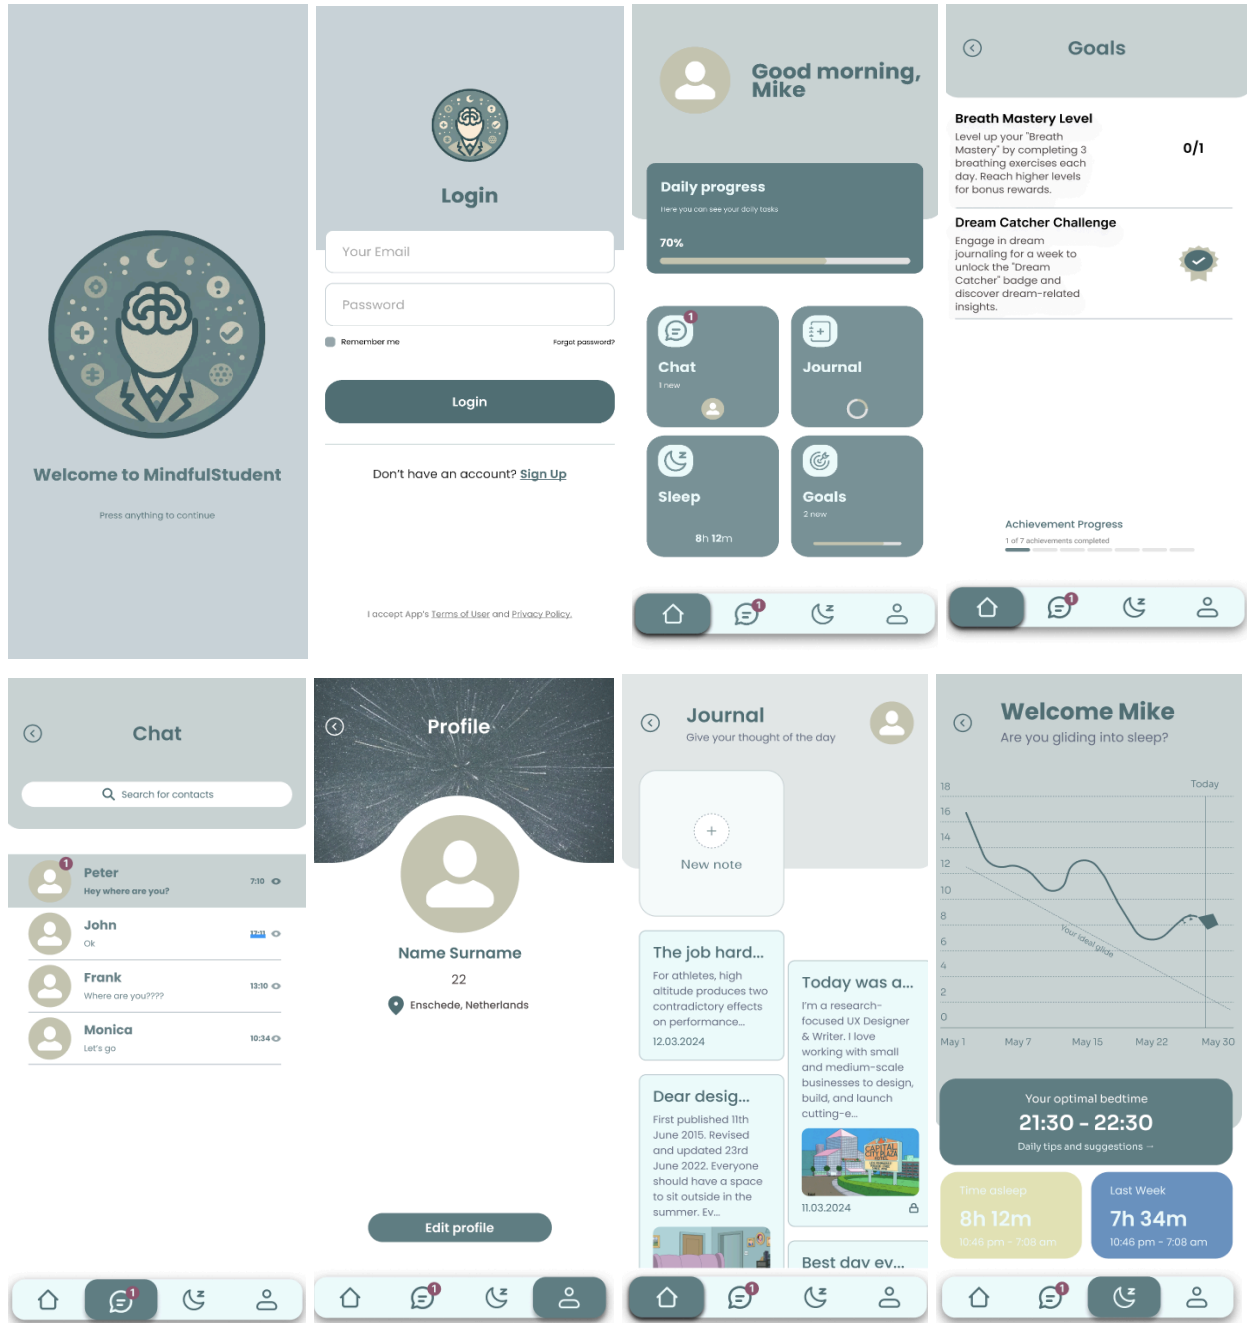 Welcome to MindfulStudent
Press anything to continue
Login
Your Email
Password
Remember me
Forgot password?
Login
Don't have an account? Sign Up
I accept App's Terms of User and Privacy Policy.
Good morning,
Mike
Daily progress
Here you can see your daily tasks
70%
1
Chat
1 new
Journal
Sleep
8h 12m
Goals
2 new
1
Goals
Breath Mastery Level
Level up your "Breath
Mastery" by completing 3
breathing exercises each
day. Reach higher levels
for bonus rewards.
0/1
Dream Catcher Challenge
Engage in dream
journaling for a week to
unlock the "Dream
Catcher" badge and
discover dream-related
insights.
Achievement Progress
1 of 7 achievements completed
1
Chat
Search for contacts
1
Peter
Hey where are you?
7:10
John
Ok
17:11
Frank
Where are you????
13:10
Monica
Let's go
10:34
1
Profile
Name Surname
22
Enschede, Netherlands
Edit profile
1
Journal
Give your thought of the day
New note
The job hard...
For athletes, high
altitude produces two
contradictory effects
on performance...
12.03.2024
Dear desig...
First published 11th
June 2015. Revised
and updated 23rd
June 2022. Everyone
should have a space
to sit outside in the
summer. Ev...
Today was a...
I'm a research-
focused UX Designer
& Writer. I love
working with small
and medium-scale
businesses to design,
build, and launch
cutting-e...
CAPITAL
CITY PLAZA
HOTEL
11.03.2024
Best day ev...
1
Welcome Mike
Are you gliding into sleep?
Today
18
16
14
12
10
8
6
4
2
0
Your ideal glide
May 1
May 7
May 15
May 22
May 30
Your optimal bedtime
21:30 - 22:30
Daily tips and suggestions →
Time asleep
8h 12m
10:46 pm - 7:08 am
Last Week
7h 34m
10:46 pm - 7:08 am
1